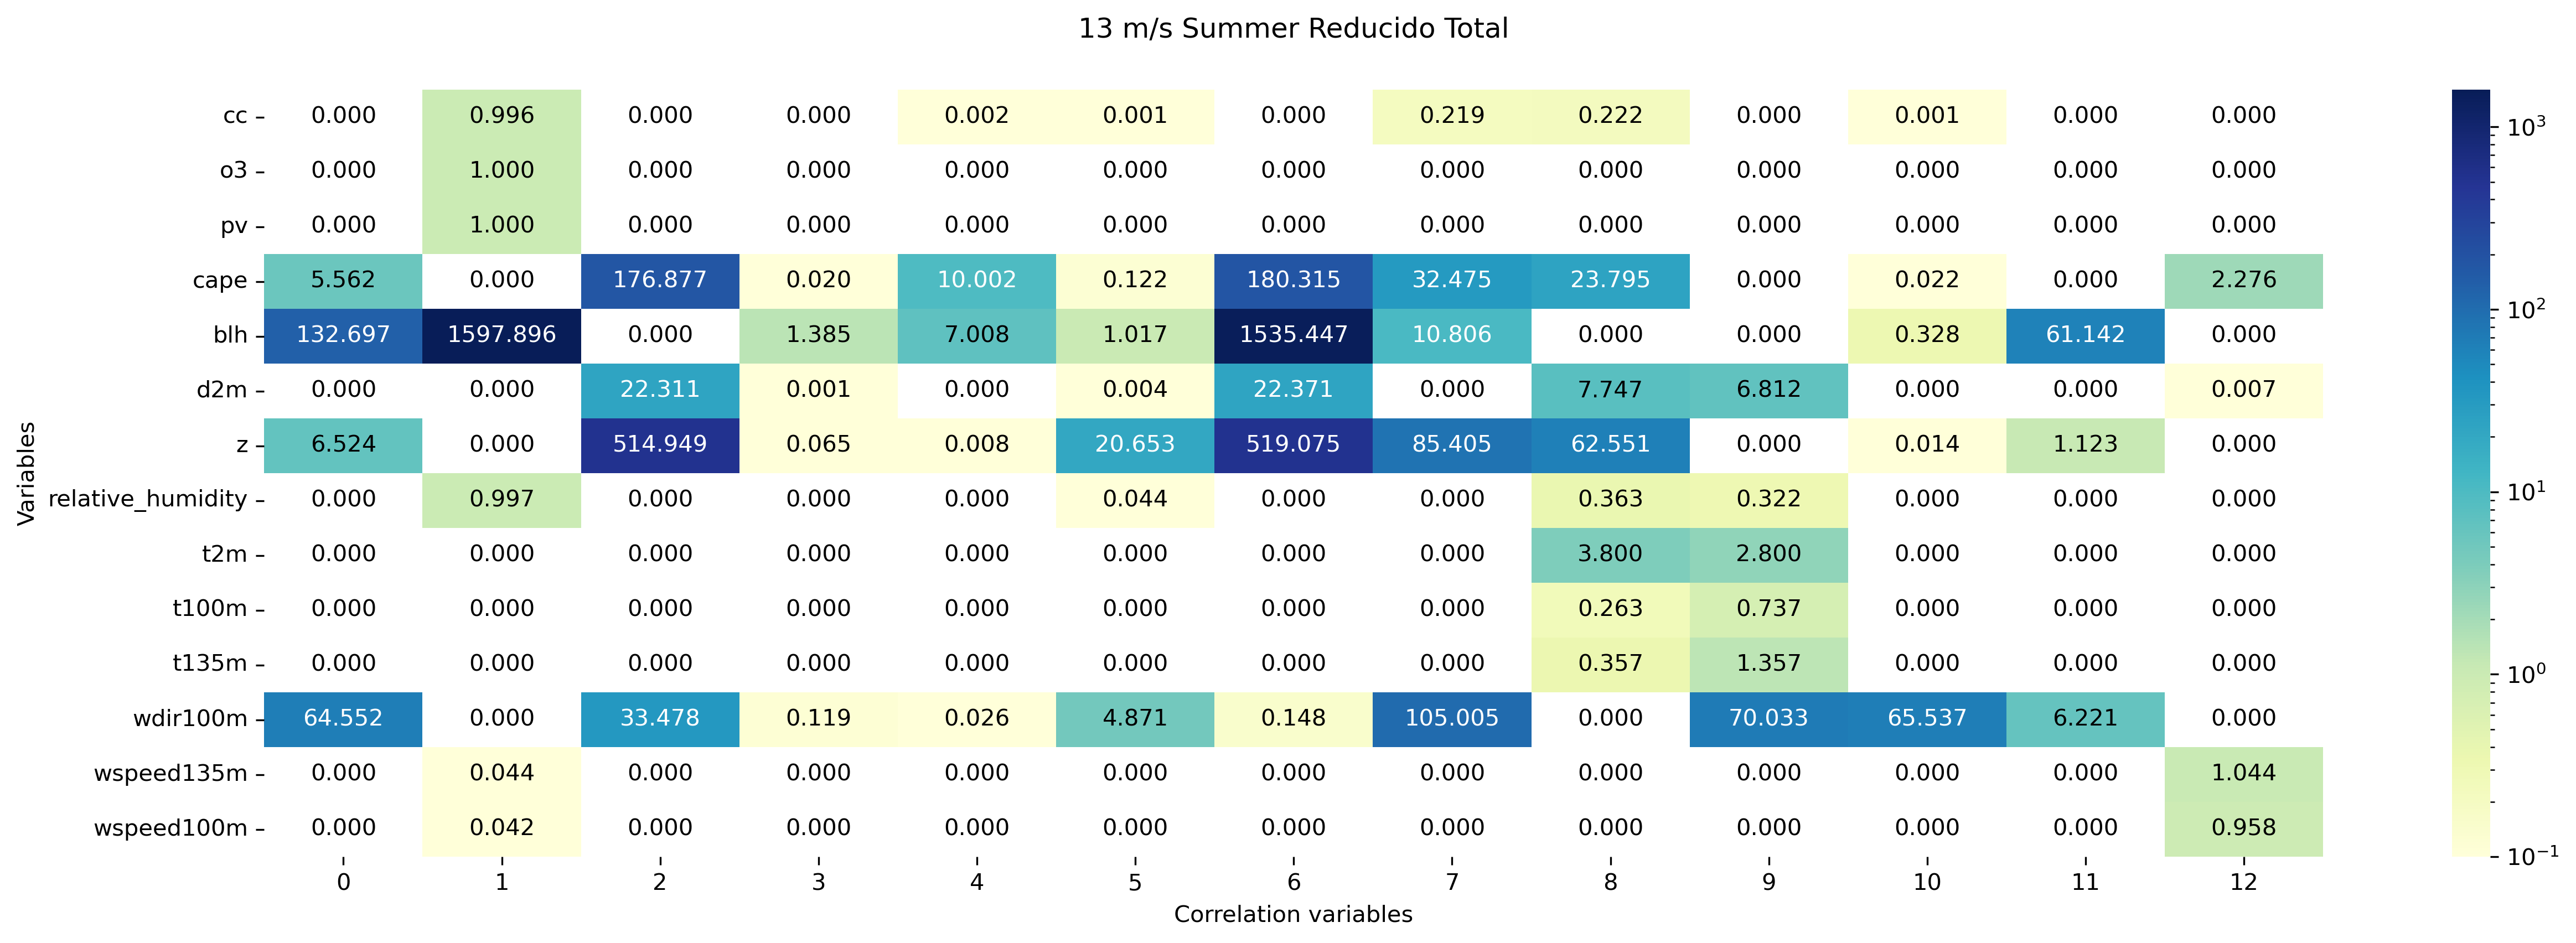 13 m/s Summer Reducido Total
cc 0.000 0.996 0.000 0.000 0.002 0.001 0.000 0.219 0.222 0.000 0.001 0.000 0.000
o3 0.000 1.000 0.000 0.000 0.000 0.000 0.000 0.000 0.000 0.000 0.000 0.000 0.000
pv 0.000 1.000 0.000 0.000 0.000 0.000 0.000 0.000 0.000 0.000 0.000 0.000 0.000
cape 5.562 0.000 176.877 0.020 10.002 0.122 180.315 32.475 23.795 0.000 0.022 0.000 2.276
blh 132.697 1597.896 0.000 1.385 7.008 1.017 1535.447 10.806 0.000 0.000 0.328 61.142 0.000
d2m 0.000 0.000 22.311 0.001 0.000 0.004 22.371 0.000 7.747 6.812 0.000 0.000 0.007
z 6.524 0.000 514.949 0.065 0.008 20.653 519.075 85.405 62.551 0.000 0.014 1.123 0.000
relative_humidity 0.000 0.997 0.000 0.000 0.000 0.044 0.000 0.000 0.363 0.322 0.000 0.000 0.000
t2m 0.000 0.000 0.000 0.000 0.000 0.000 0.000 0.000 3.800 2.800 0.000 0.000 0.000
t100m 0.000 0.000 0.000 0.000 0.000 0.000 0.000 0.000 0.263 0.737 0.000 0.000 0.000
t135m 0.000 0.000 0.000 0.000 0.000 0.000 0.000 0.000 0.357 1.357 0.000 0.000 0.000
wdir100m 64.552 0.000 33.478 0.119 0.026 4.871 0.148 105.005 0.000 70.033 65.537 6.221 0.000
wspeed135m 0.000 0.044 0.000 0.000 0.000 0.000 0.000 0.000 0.000 0.000 0.000 0.000 1.044
wspeed100m 0.000 0.042 0.000 0.000 0.000 0.000 0.000 0.000 0.000 0.000 0.000 0.000 0.958
0 1 2 3 4 5 6 7 8 9 10 11 12
Correlation variables
Variables
10³
10²
10¹
10⁰
10⁻¹